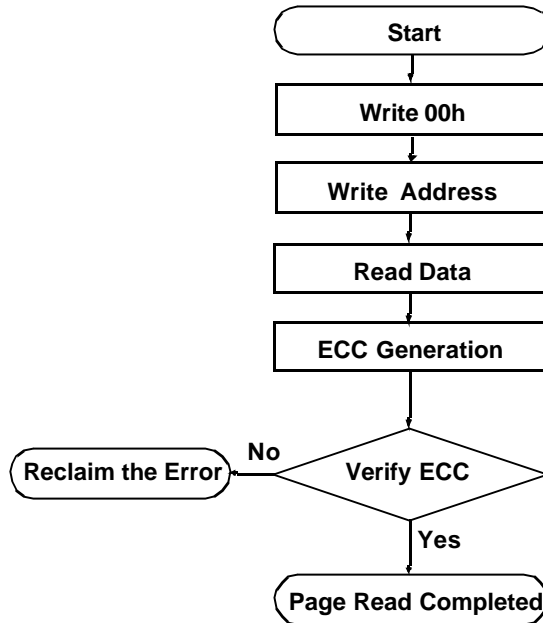 Start
Write 00h
Write Address
Read Data
ECC Generation
Verify ECC
No
Reclaim the Error
Yes
Page Read Completed